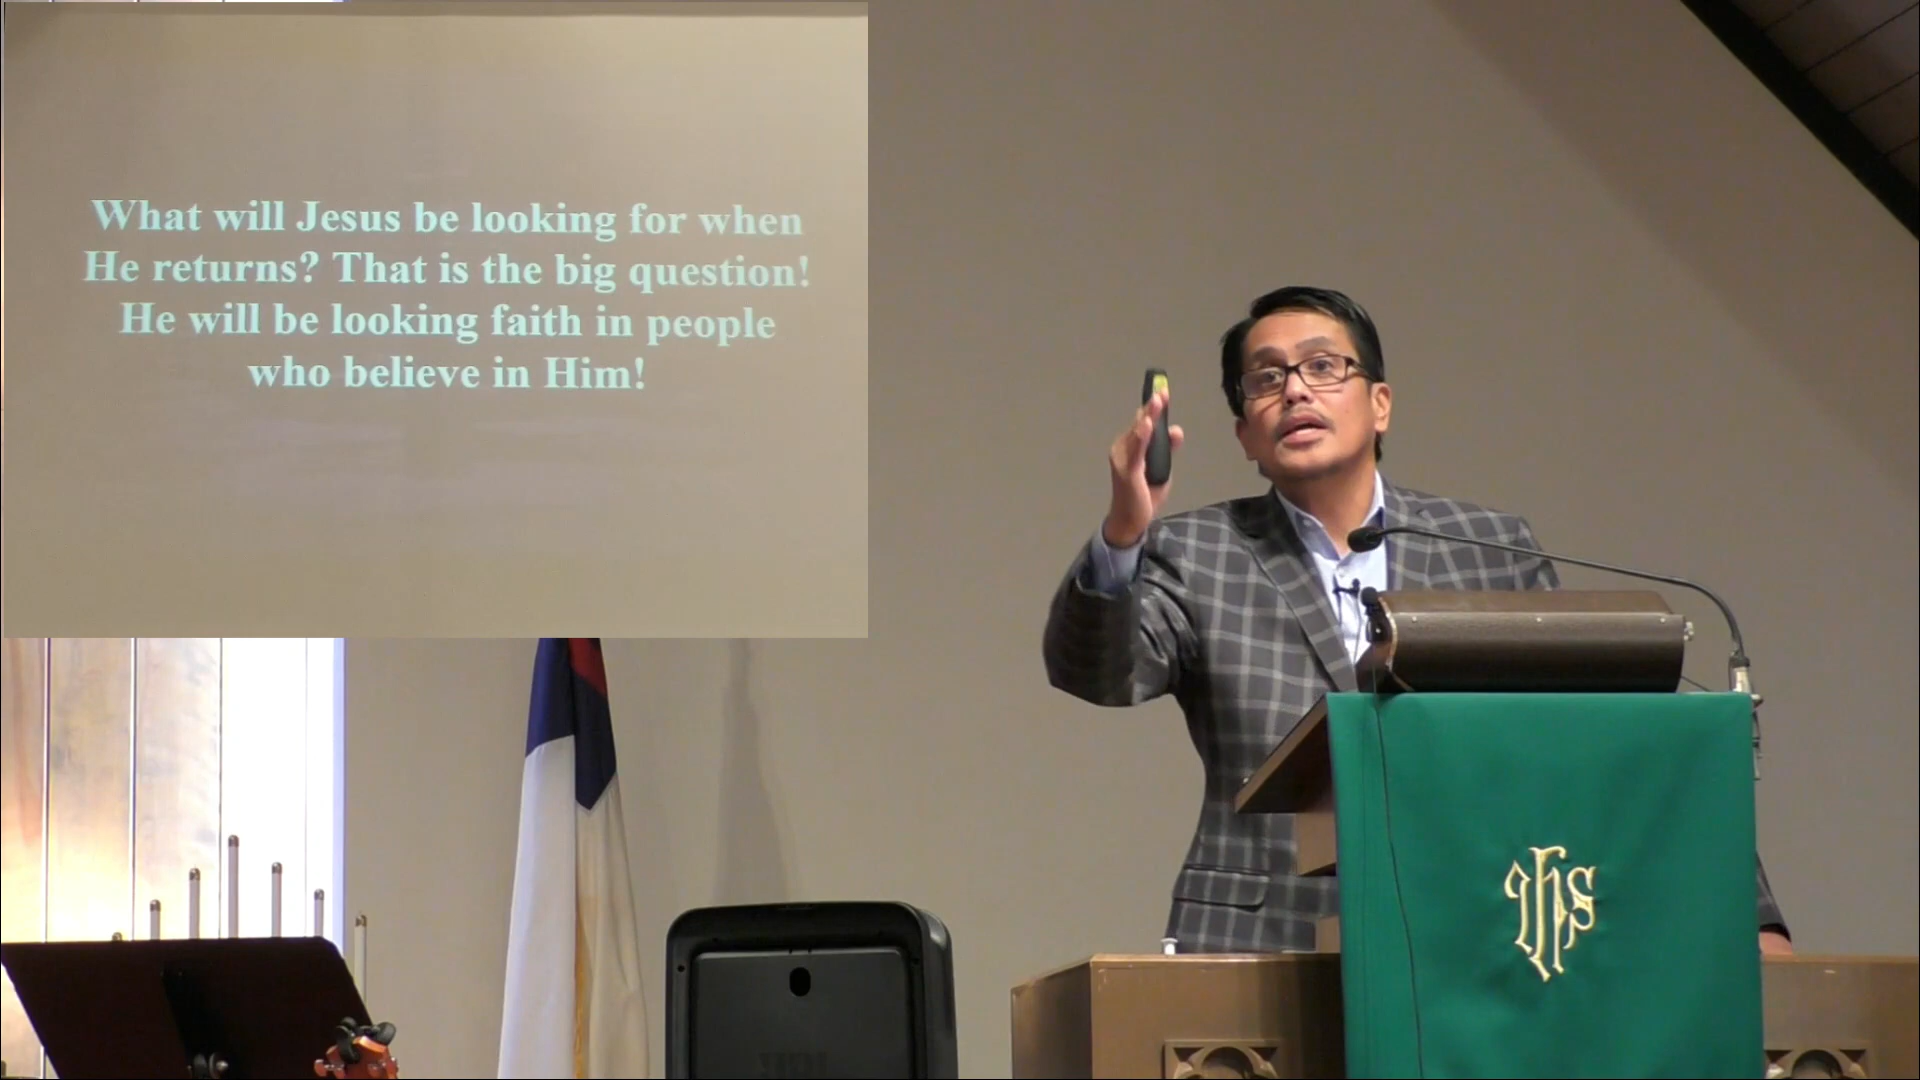 What will Jesus be looking for when
He returns? That is the big question!
He will be looking faith in people
who believe in Him!
IHS